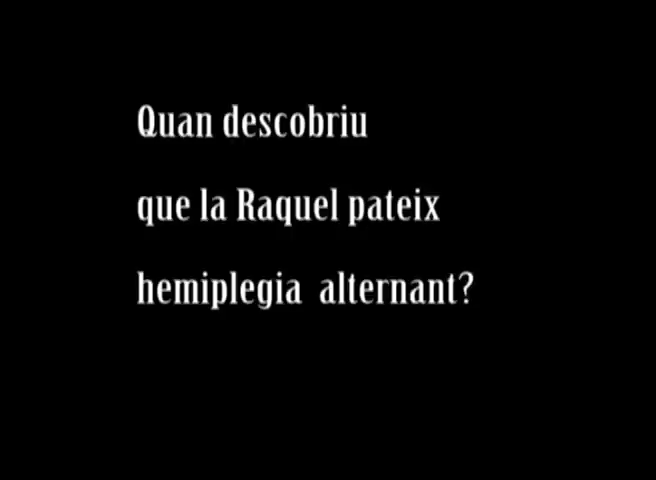 Quan descobriu
que la Raquel pateix
hemiplegia alternant?